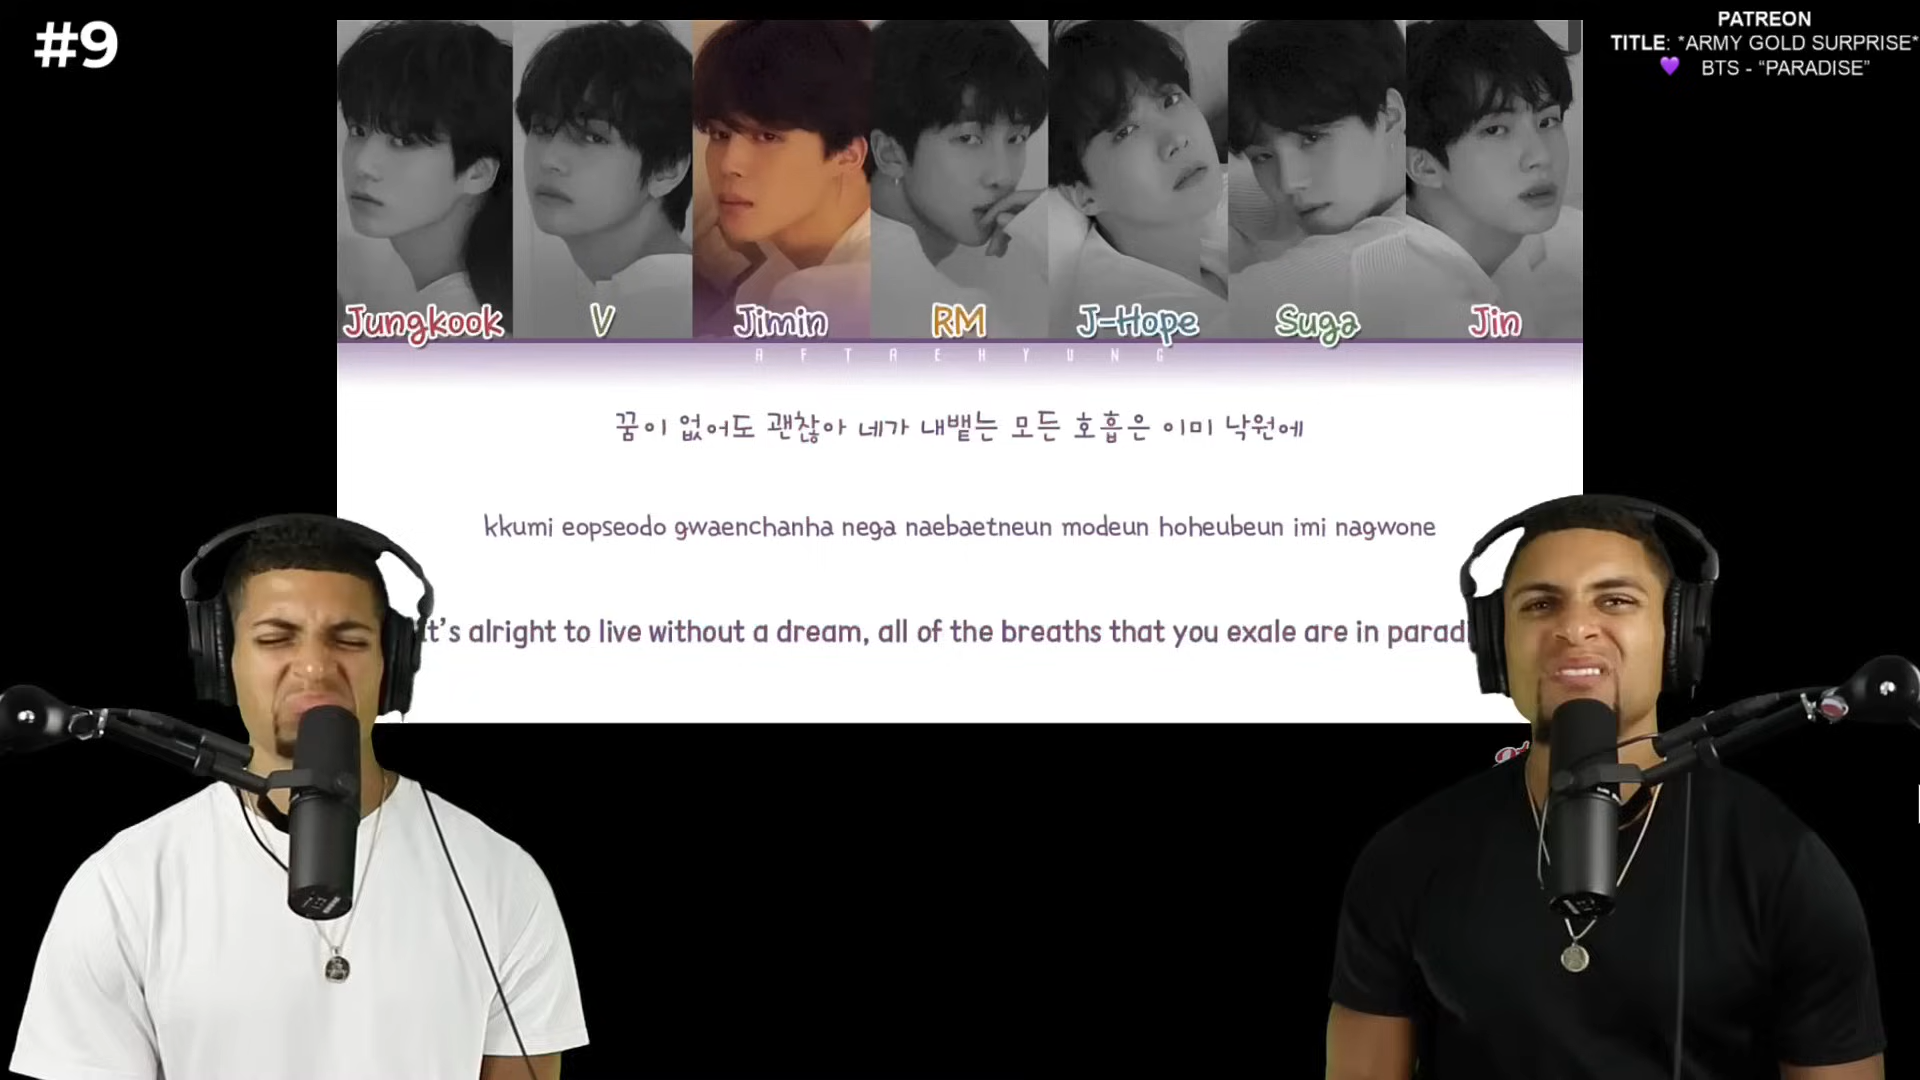 #9
PATREON
TITLE: *ARMY GOLD SURPRISE*
💜 BTS - “PARADISE”
Jungkook V Jimin RM J-Hope Suga Jin
AFTAEHYUNG
꿈이 없어도 괜찮아 네가 내뱉는 모든 호흡은 이미 낙원에
kkumi eopseodo gwaenchanha nega naebaetneun modeun hoheubeun imi nagwone
t’s alright to live without a dream, all of the breaths that you exale are in paradi